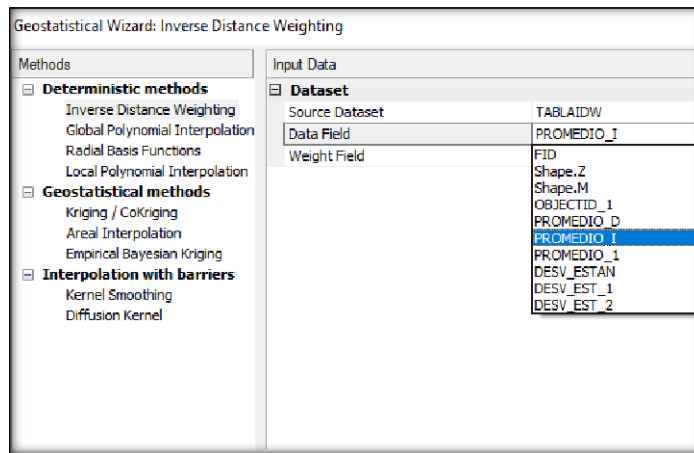 Geostatistical Wizard: Inverse Distance Weighting
Methods
Deterministic methods
Inverse Distance Weighting
Global Polynomial Interpolation
Radial Basis Functions
Local Polynomial Interpolation
Geostatistical methods
Kriging / CoKriging
Areal Interpolation
Empirical Bayesian Kriging
Interpolation with barriers
Kernel Smoothing
Diffusion Kernel
Input Data
Dataset
Source Dataset TABLAIDW
Data Field PROMEDIO_I
Weight Field
FID
Shape.Z
Shape.M
OBJECTID_1
PROMEDIO_D
PROMEDIO_I
PROMEDIO_1
DESV_ESTAN
DESV_EST_1
DESV_EST_2